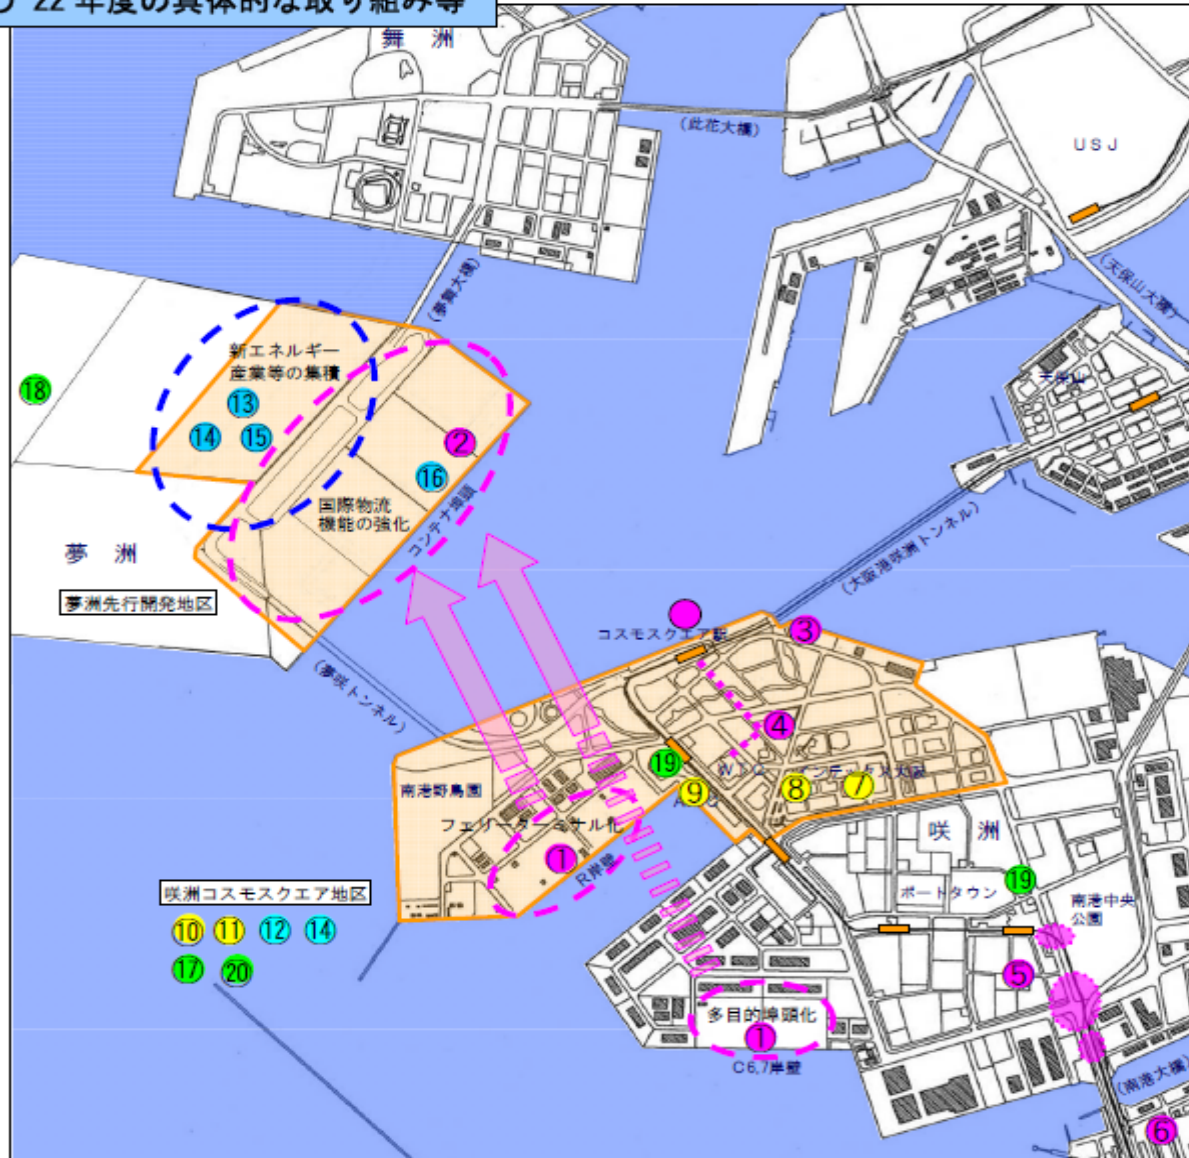 22 年度の具体的な取り組み等
舞 洲
(此花大橋)
USJ
(天保山大橋)
(夢舞大橋)
天保山
新エネルギー
産業等の集積
⑱
⑬
⑭ ⑮
②
⑯
国際物流
機能の強化
コンテナ埠頭
夢 洲
夢洲先行開発地区
(大阪港咲洲トンネル)
コスモスクエア駅
③
(夢咲トンネル)
④
⑲
WTC
インテックス大阪
⑨
⑧
⑦
南港野鳥園
フェリーターミナル化
①
R岸壁
咲 洲
ポートタウン
⑲
南港中央
公園
咲洲コスモスクエア地区
⑩ ⑪ ⑫ ⑭
⑰ ⑳
⑤
多目的埠頭化
①
C6,7岸壁
(南港大橋)
⑥